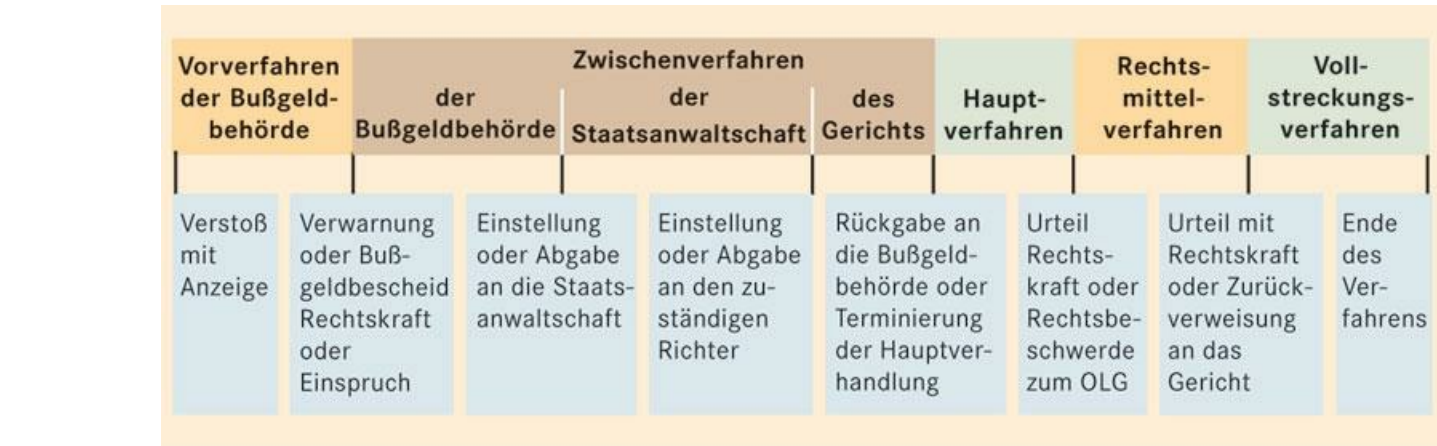 Vorverfahren
der Bußgeld-
behörde
Zwischenverfahren
der
Bußgeldbehörde
der
Staatsanwaltschaft
des
Gerichts
Haupt-
verfahren
Rechts-
mittel-
verfahren
Voll-
streckungs-
verfahren
Verstoß
mit
Anzeige
Verwarnung
oder Buß-
geldbescheid
Rechtskraft
oder
Einspruch
Einstellung
oder Abgabe
an die Staats-
anwaltschaft
Einstellung
oder Abgabe
an den zu-
ständigen
Richter
Rückgabe an
die Bußgeld-
behörde oder
Terminierung
der Hauptver-
handlung
Urteil
Rechts-
kraft oder
Rechtsbe-
schwerde
zum OLG
Urteil mit
Rechtskraft
oder Zurück-
verweisung
an das
Gericht
Ende
des
Ver-
fahrens